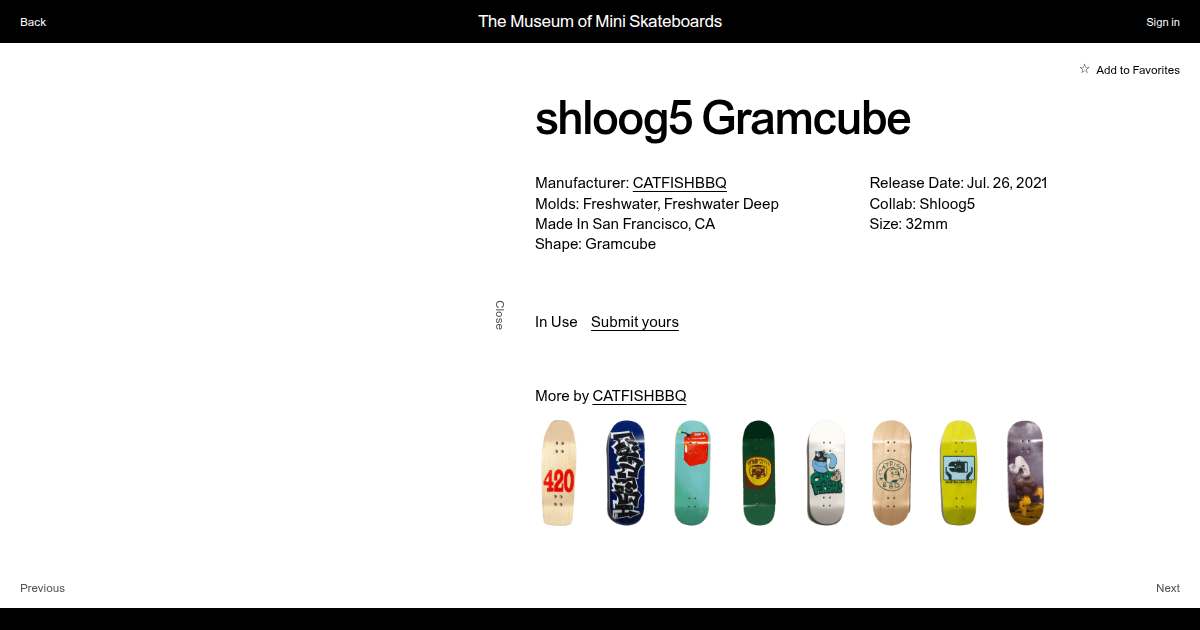 Back
The Museum of Mini Skateboards
Sign in
☆ Add to Favorites
shloog5 Gramcube
Manufacturer: CATFISHBBQ
Molds: Freshwater, Freshwater Deep
Made In San Francisco, CA
Shape: Gramcube
Release Date: Jul. 26, 2021
Collab: Shloog5
Size: 32mm
Close
In Use Submit yours
More by CATFISHBBQ
420
Previous
Next